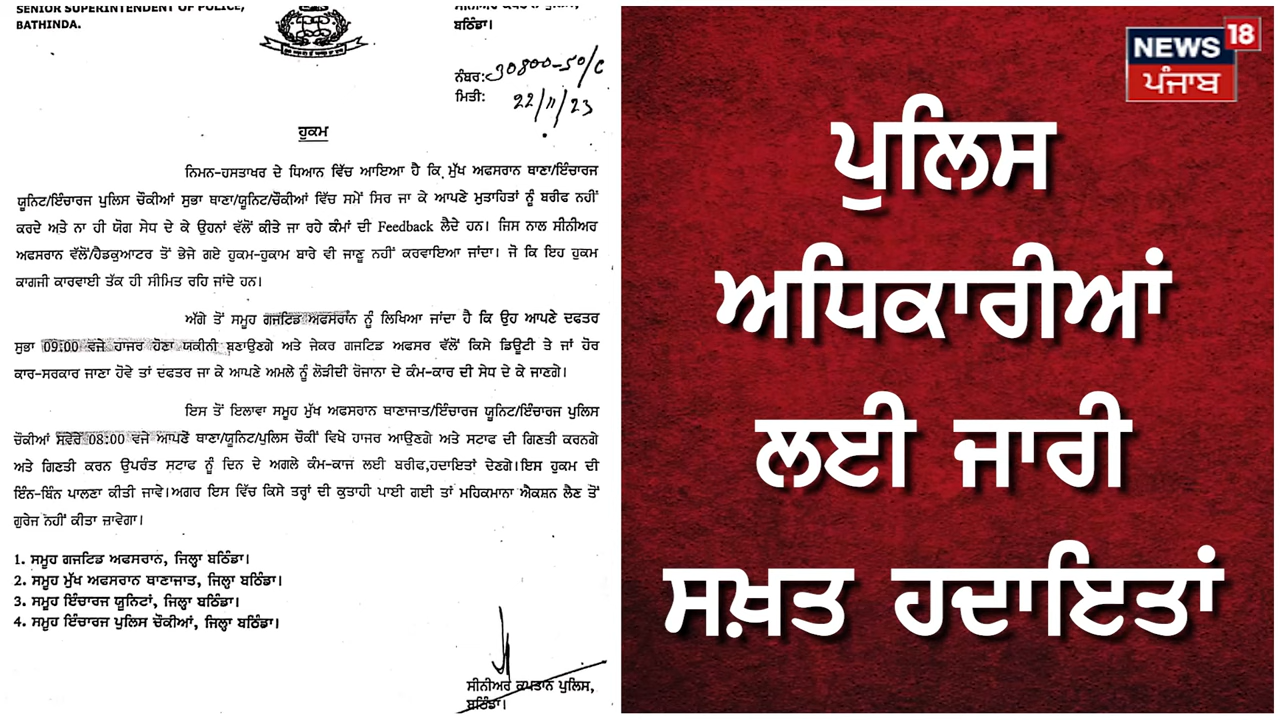 SENIOR SUPERINTENDENT OF POLICE,
BATHINDA.
ਬਠਿੰਡਾ।
ਨੰਬਰ:30800-50/C
ਮਿਤੀ: 22/11/23
ਹੁਕਮ
ਨਿਮਨ-ਹਸਤਾਖਰ ਦੇ ਧਿਆਨ ਵਿੱਚ ਆਇਆ ਹੈ ਕਿ ਮੁੱਖ ਅਫਸਰਾਨ ਥਾਣਾ/ਇੰਚਾਰਜ
ਯੂਨਿਟ/ਇੰਚਾਰਜ ਪੁਲਿਸ ਚੌਕੀਆਂ ਸੁਭਾ ਥਾਣਾ/ਯੂਨਿਟ/ਚੌਕੀਆਂ ਵਿੱਚ ਸਮੇਂ ਸਿਰ ਜਾ ਕੇ ਆਪਣੇ ਮੁਤਾਹਿਤਾਂ ਨੂੰ ਬਰੀਫ ਨਹੀਂ
ਕਰਦੇ ਅਤੇ ਨਾ ਹੀ ਯੋਗ ਸੇਧ ਦੇ ਕੇ ਉਹਨਾਂ ਵੱਲੋਂ ਕੀਤੇ ਜਾ ਰਹੇ ਕੰਮਾਂ ਦੀ Feedback ਲੈਦੇ ਹਨ। ਜਿਸ ਨਾਲ ਸੀਨੀਅਰ
ਅਫਸਰਾਨ ਵੱਲੋਂ/ਹੈਡਕੁਆਟਰ ਤੋਂ ਭੇਜੇ ਗਏ ਹੁਕਮ-ਹੁਕਾਮ ਬਾਰੇ ਵੀ ਜਾਣੂ ਨਹੀਂ ਕਰਵਾਇਆ ਜਾਂਦਾ। ਜੋ ਕਿ ਇਹ ਹੁਕਮ
ਕਾਗਜੀ ਕਾਰਵਾਈ ਤੱਕ ਹੀ ਸੀਮਿਤ ਰਹਿ ਜਾਂਦੇ ਹਨ।
ਅੱਗੇ ਤੋਂ ਸਮੂਹ ਗਜਟਿਡ ਅਫਸਰਾਂਨ ਨੂੰ ਲਿਖਿਆ ਜਾਂਦਾ ਹੈ ਕਿ ਉਹ ਆਪਣੇ ਦਫਤਰ
ਸੁਭਾ 09:00 ਵਜੇ ਹਾਜਰ ਹੋਣਾ ਯਕੀਨੀ ਬਣਾਉਣਗੇ ਅਤੇ ਜੇਕਰ ਗਜਟਿਡ ਅਫਸਰ ਵੱਲੋਂ ਕਿਸੇ ਡਿਊਟੀ ਤੇ ਜਾਂ ਹੋਰ
ਕਾਰ-ਸਰਕਾਰ ਜਾਣਾ ਹੋਵੇ ਤਾਂ ਦਫਤਰ ਜਾ ਕੇ ਆਪਣੇ ਅਮਲੇ ਨੂੰ ਲੋੜੀਦੀ ਰੋਜਾਨਾ ਦੇ ਕੰਮ-ਕਾਰ ਦੀ ਸੇਧ ਦੇ ਕੇ ਜਾਣਗੇ।
ਇਸ ਤੋਂ ਇਲਾਵਾ ਸਮੂਹ ਮੁੱਖ ਅਫਸਰਾਨ ਥਾਣਾਜਾਤ/ਇੰਚਾਰਜ ਯੂਨਿਟ/ਇੰਚਾਰਜ ਪੁਲਿਸ
ਚੌਕੀਆਂ ਸਵੇਰੇ 08:00 ਵਜੇ ਆਪਣੇ ਥਾਣਾ/ਯੂਨਿਟ/ਪੁਲਿਸ ਚੌਕੀਂ ਵਿਖੇ ਹਾਜਰ ਆਉਣਗੇ ਅਤੇ ਸਟਾਫ ਦੀ ਗਿਣਤੀ ਕਰਨਗੇ
ਅਤੇ ਗਿਣਤੀ ਕਰਨ ਉਪਰੰਤ ਸਟਾਫ ਨੂੰ ਦਿਨ ਦੇ ਅਗਲੇ ਕੰਮ-ਕਾਜ ਲਈ ਬਰੀਫ,ਹਦਾਇਤਾਂ ਦੇਣਗੇ।ਇਸ ਹੁਕਮ ਦੀ
ਇੰਨ-ਬਿੰਨ ਪਾਲਣਾ ਕੀਤੀ ਜਾਵੇ।ਅਗਰ ਇਸ ਵਿੱਚ ਕਿਸੇ ਤਰ੍ਹਾਂ ਦੀ ਕੁਤਾਹੀ ਪਾਈ ਗਈ ਤਾਂ ਮਹਿਕਮਾਨਾ ਐਕਸ਼ਨ ਲੈਣ ਤੋਂ
ਗੁਰੇਜ ਨਹੀਂ ਕੀਤਾ ਜਾਵੇਗਾ।
1. ਸਮੂਹ ਗਜਟਿਡ ਅਫਸਰਾਨ, ਜਿਲ੍ਹਾ ਬਠਿੰਡਾ।
2. ਸਮੂਹ ਮੁੱਖ ਅਫਸਰਾਨ ਥਾਣਾਜਾਤ, ਜਿਲ੍ਹਾ ਬਠਿੰਡਾ।
3. ਸਮੂਹ ਇੰਚਾਰਜ ਯੂਨਿਟਾਂ, ਜਿਲ੍ਹਾ ਬਠਿੰਡਾ।
4. ਸਮੂਹ ਇੰਚਾਰਜ ਪੁਲਿਸ ਚੌਕੀਆਂ, ਜਿਲ੍ਹਾ ਬਠਿੰਡਾ।
ਸੀਨੀਅਰ ਕਪਤਾਨ ਪੁਲਿਸ,
ਬਠਿੰਡਾ।
NEWS 18
ਪੰਜਾਬ
ਪੁਲਿਸ
ਅਧਿਕਾਰੀਆਂ
ਲਈ ਜਾਰੀ
ਸਖ਼ਤ ਹਦਾਇਤਾਂ